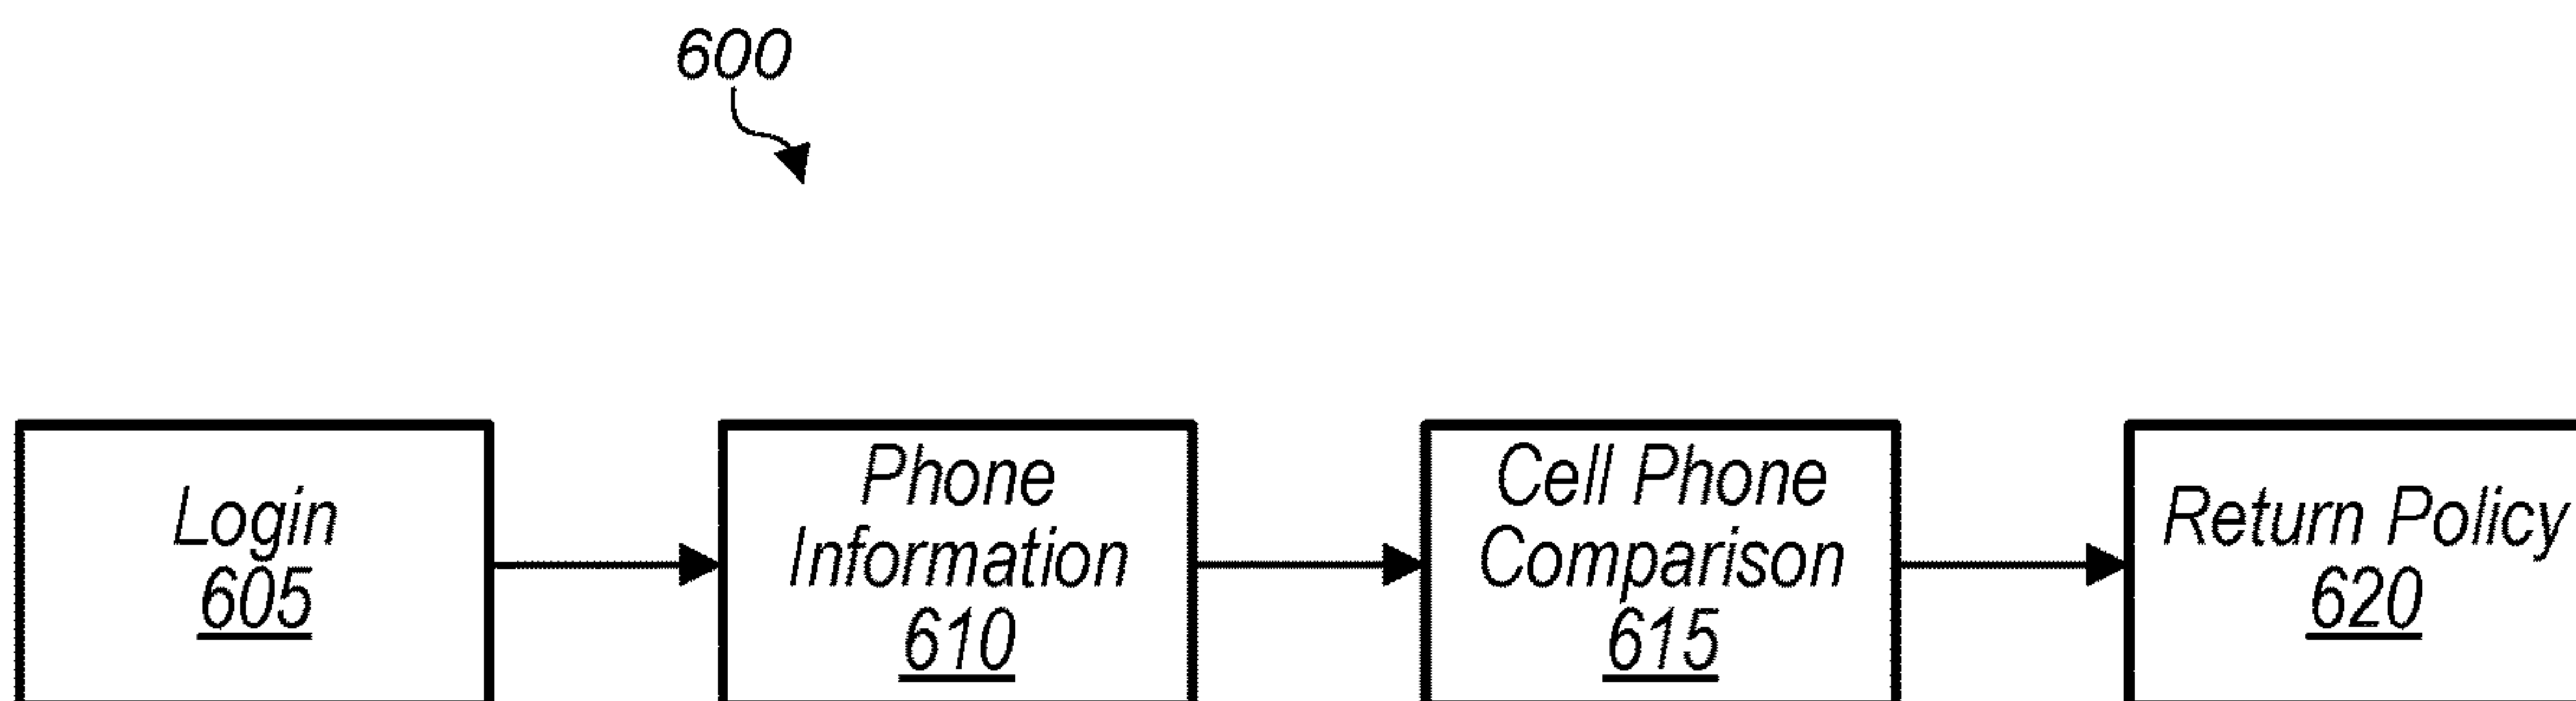 600
Login
605
Phone
Information
610
Cell Phone
Comparison
615
Return Policy
620